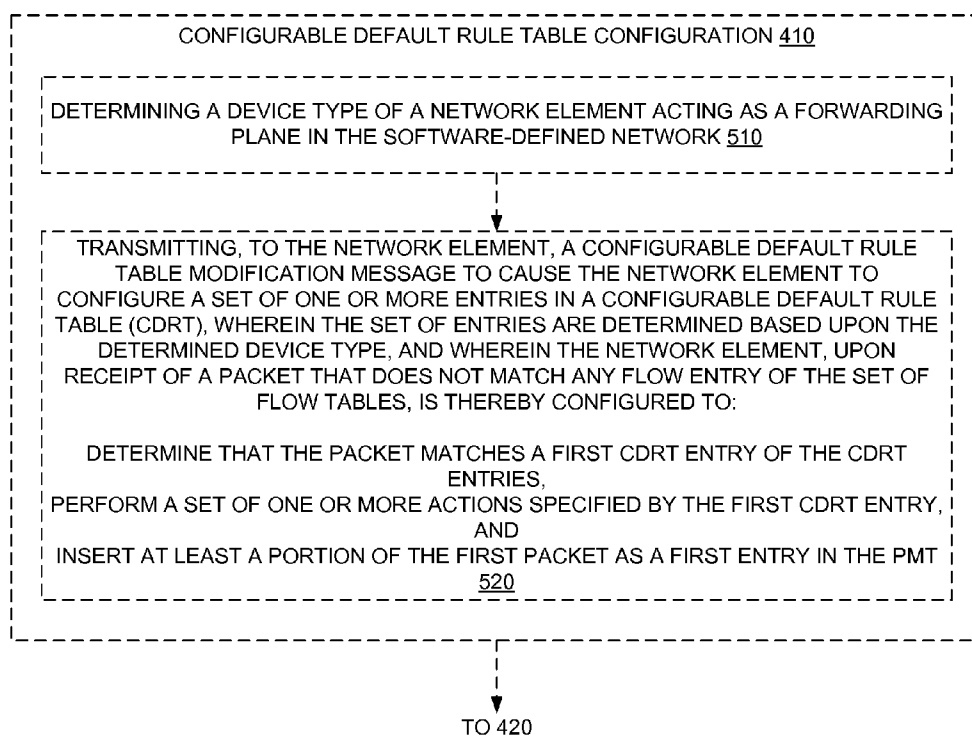 CONFIGURABLE DEFAULT RULE TABLE CONFIGURATION 410
DETERMINING A DEVICE TYPE OF A NETWORK ELEMENT ACTING AS A FORWARDING
PLANE IN THE SOFTWARE-DEFINED NETWORK 510
TRANSMITTING, TO THE NETWORK ELEMENT, A CONFIGURABLE DEFAULT RULE
TABLE MODIFICATION MESSAGE TO CAUSE THE NETWORK ELEMENT TO
CONFIGURE A SET OF ONE OR MORE ENTRIES IN A CONFIGURABLE DEFAULT RULE
TABLE (CDRT), WHEREIN THE SET OF ENTRIES ARE DETERMINED BASED UPON THE
DETERMINED DEVICE TYPE, AND WHEREIN THE NETWORK ELEMENT, UPON
RECEIPT OF A PACKET THAT DOES NOT MATCH ANY FLOW ENTRY OF THE SET OF
FLOW TABLES, IS THEREBY CONFIGURED TO:
DETERMINE THAT THE PACKET MATCHES A FIRST CDRT ENTRY OF THE CDRT
ENTRIES,
PERFORM A SET OF ONE OR MORE ACTIONS SPECIFIED BY THE FIRST CDRT ENTRY,
AND
INSERT AT LEAST A PORTION OF THE FIRST PACKET AS A FIRST ENTRY IN THE PMT
520
TO 420